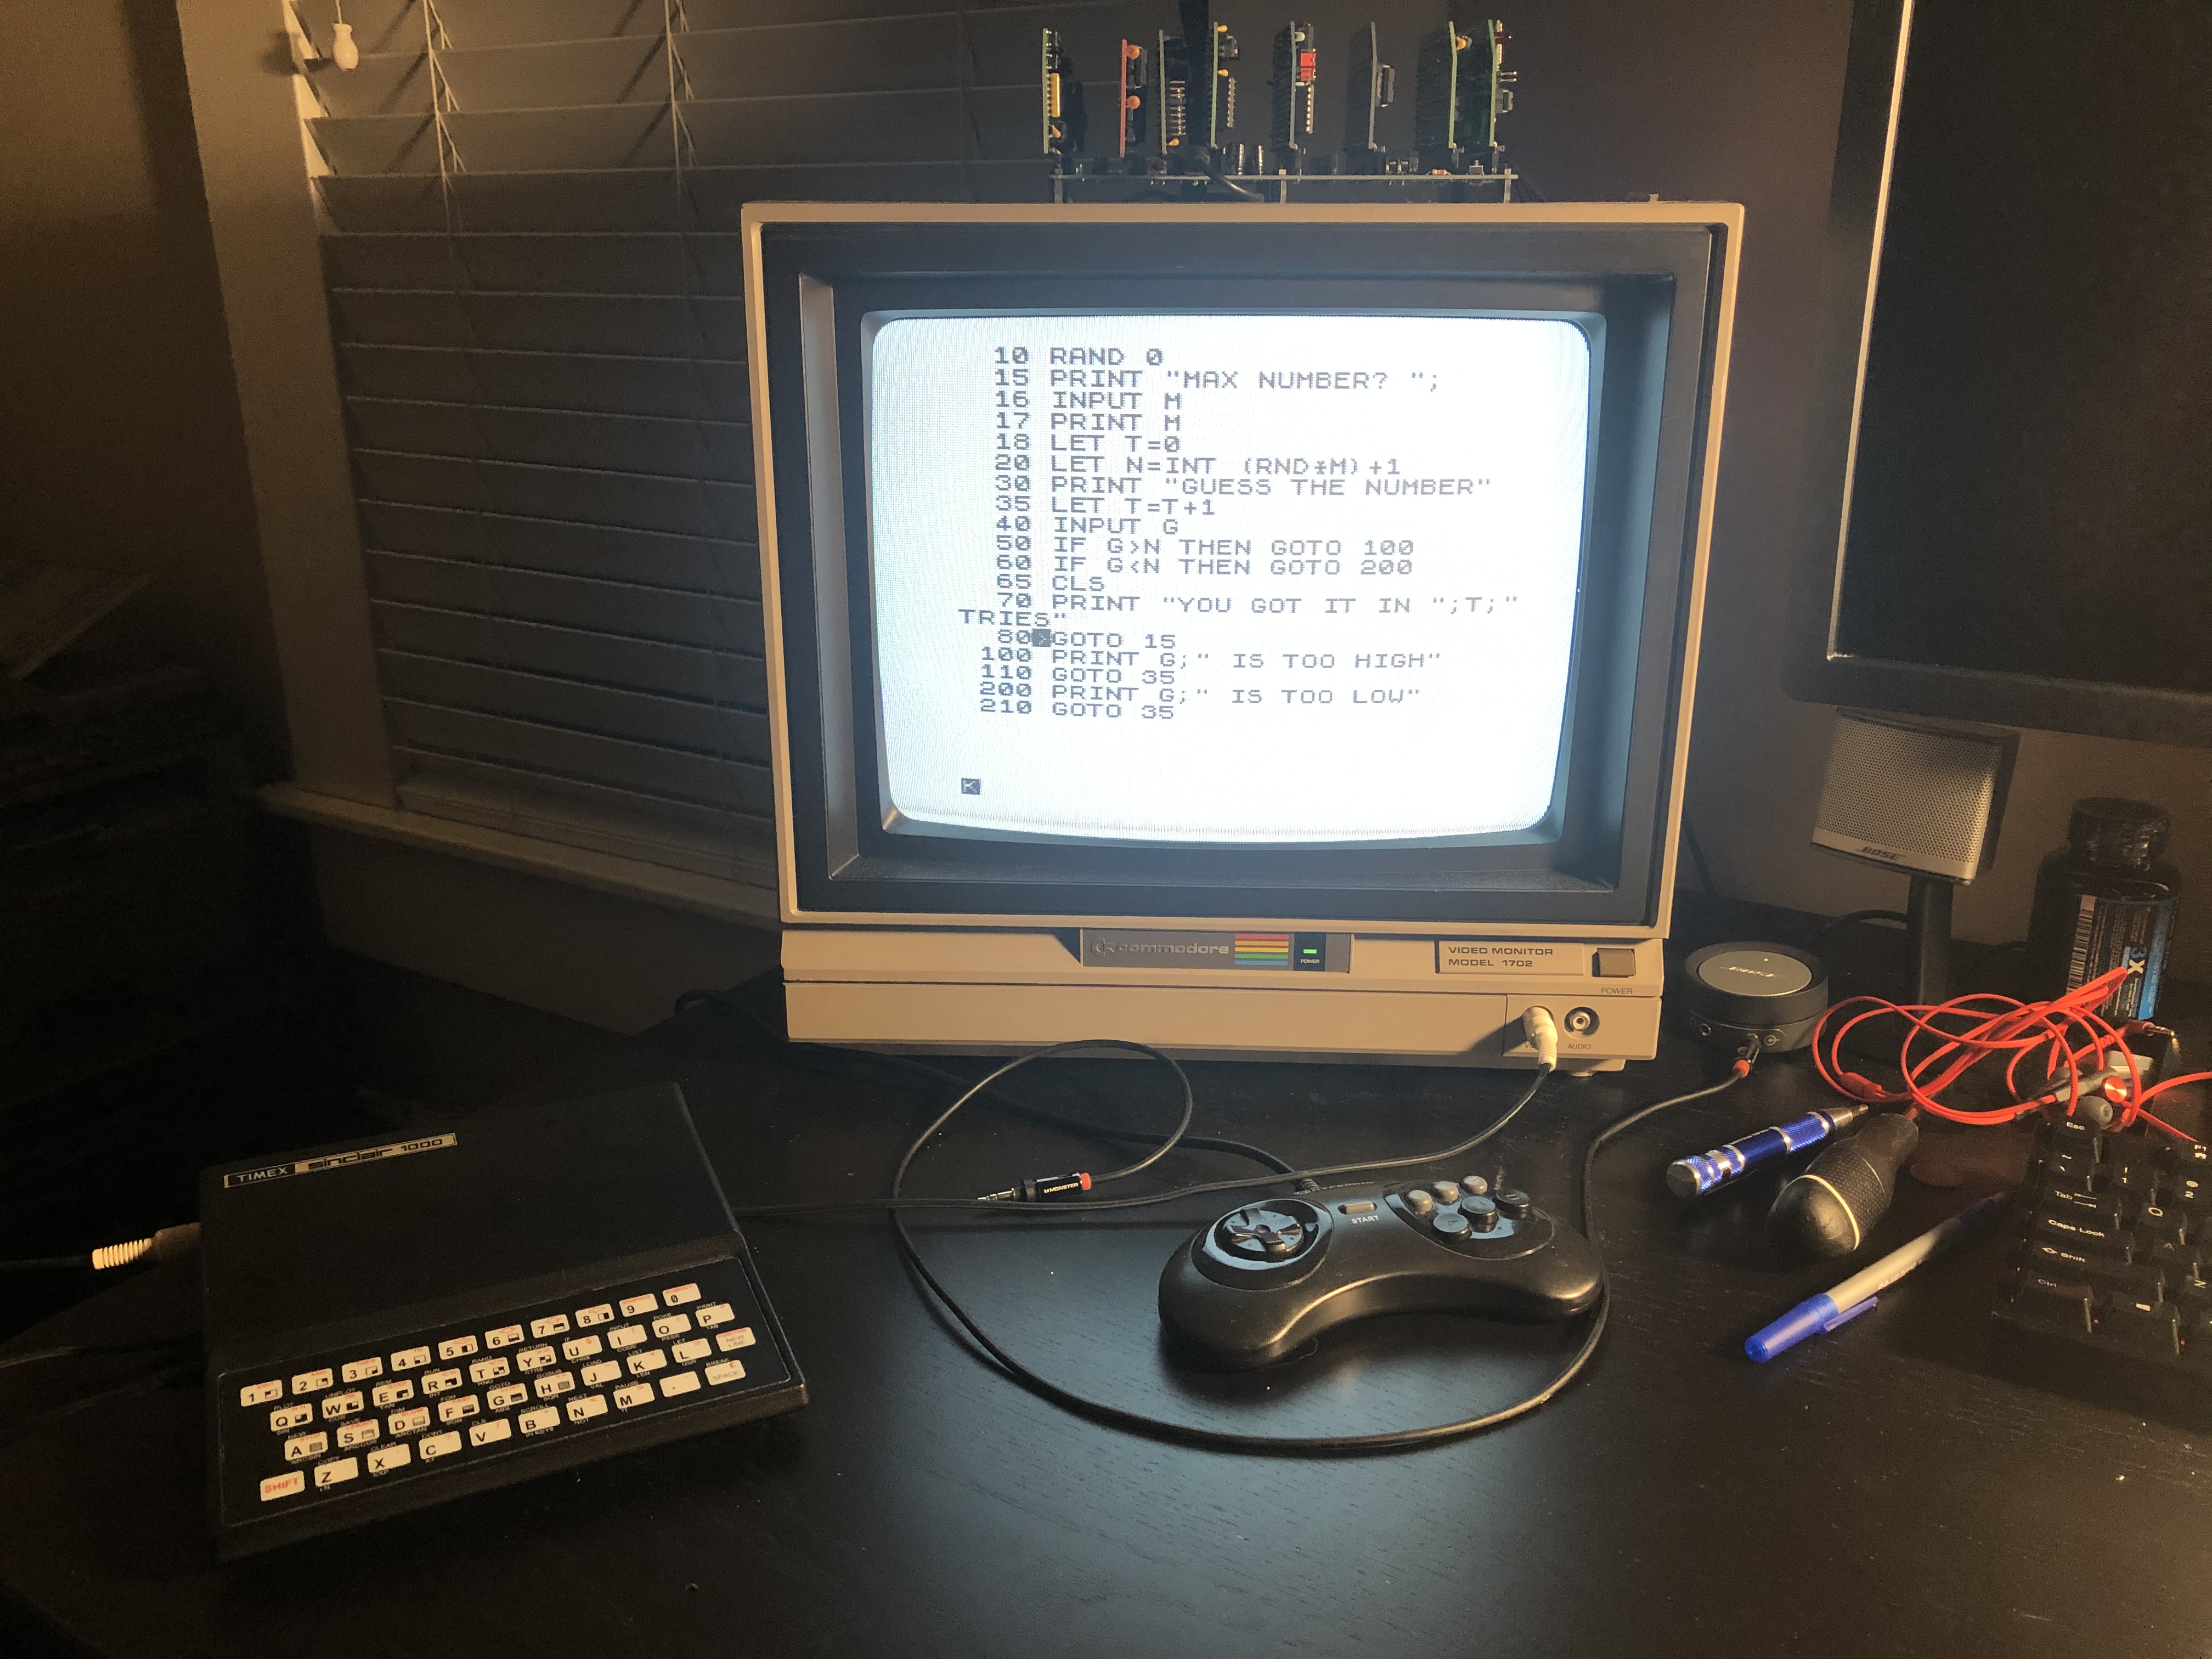 10 RAND 0
15 PRINT "MAX NUMBER? ";
16 INPUT M
17 PRINT M
18 LET T=0
20 LET N=INT (RND*M)+1
30 PRINT "GUESS THE NUMBER"
35 LET T=T+1
40 INPUT G
50 IF G>N THEN GOTO 100
60 IF G<N THEN GOTO 200
65 CLS
70 PRINT "YOU GOT IT IN ";T;"
TRIES"
80>GOTO 15
100 PRINT G;" IS TOO HIGH"
110 GOTO 35
200 PRINT G;" IS TOO LOW"
210 GOTO 35
K
commodore
POWER
VIDEO MONITOR
MODEL 1702
POWER
AUDIO
BOSE
3X
TIMEX sinclair 1000
MONSTER
START
1 2 3 4 5 6 7 8 9 0
Q W E R T Y U I O P
A S D F G H J K L NEW LINE
SHIFT Z X C V B N M . BREAK SPACE
Esc
Tab
Caps Lock
Shift
Ctrl